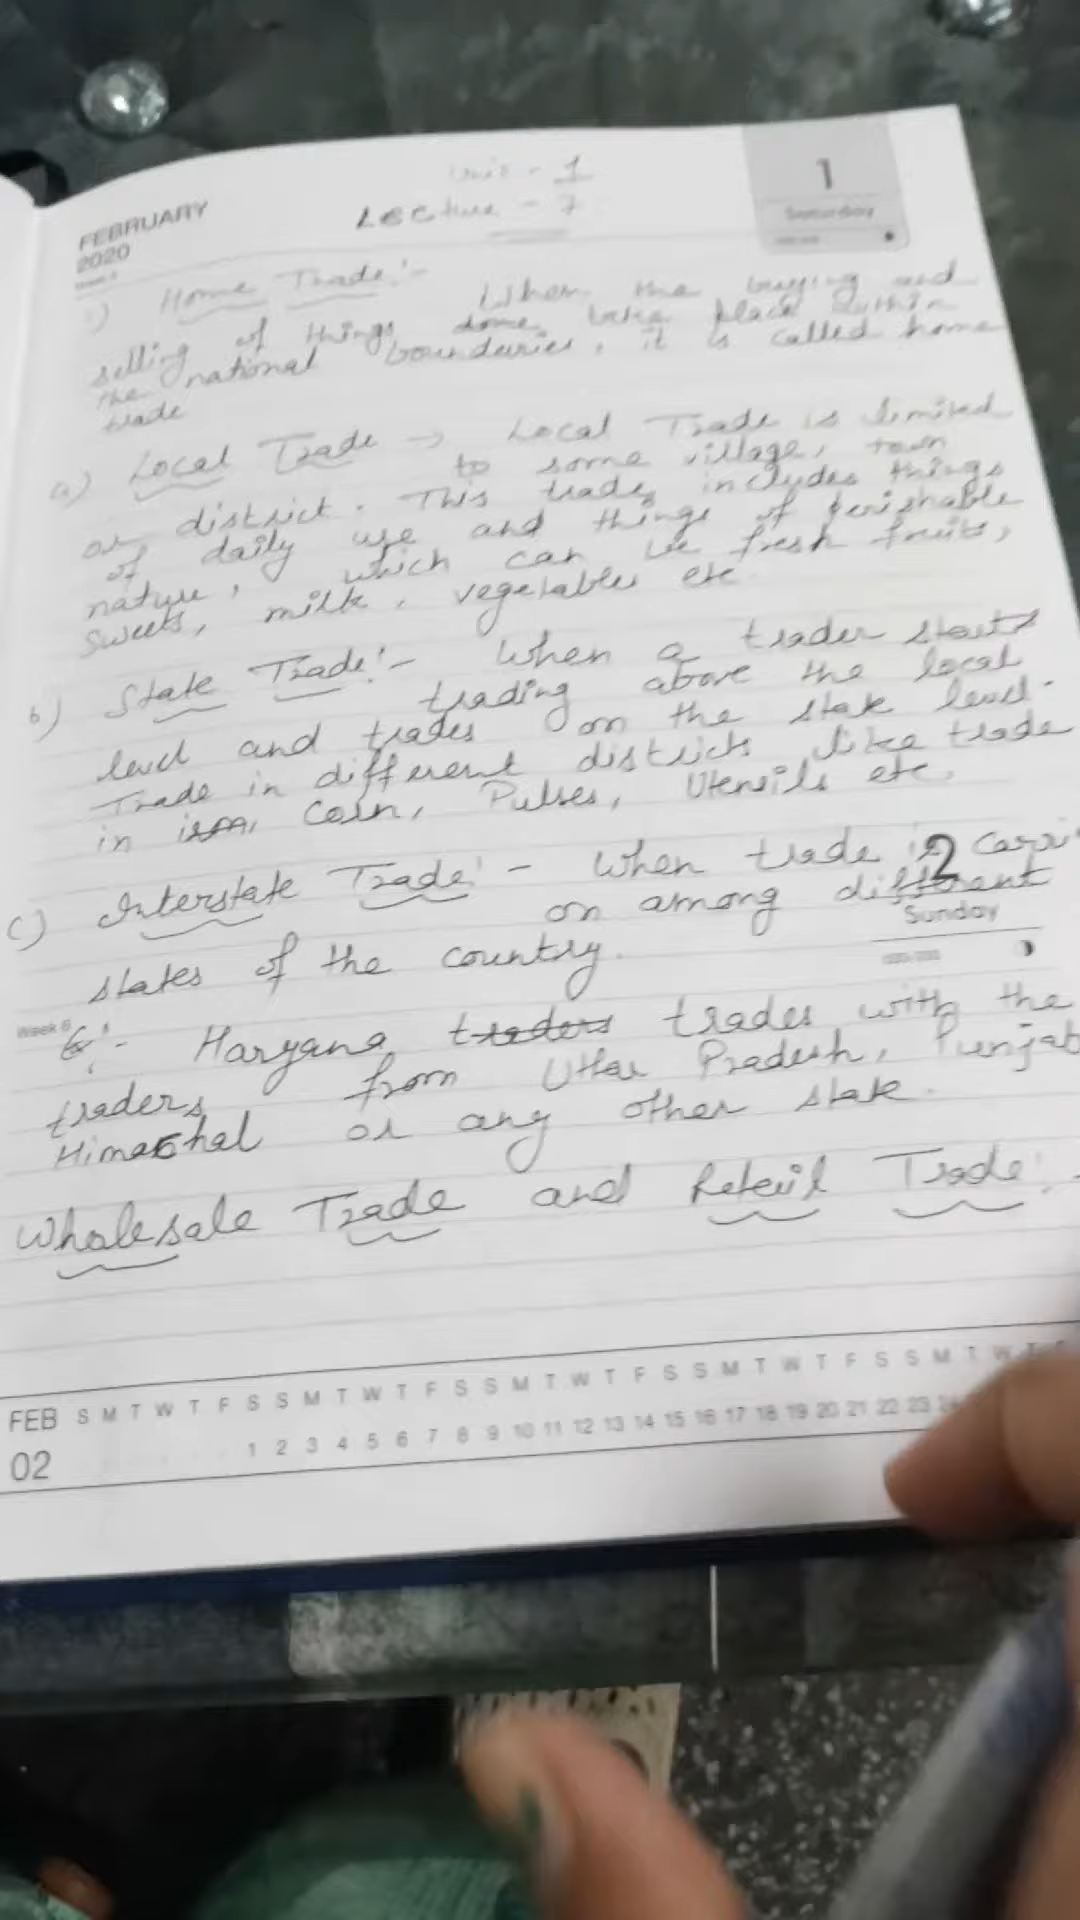 FEBRUARY
2020
Unit - 1
Lecture - 7
1
Saturday
1) Home Trade :- When the buying and
selling of things done take place within
the national boundaries, it is called home
trade
a) Local Trade → Local Trade is limited
to some village, town
or district. This trade includes things
of daily use and things of perishable
nature, which can be fresh fruits,
sweets, milk, vegetables etc.
b) State Trade :- When a trader starts
trading above the local
level and trades on the state level.
Trade in different districts like trade
in Coin, Pulses, Utensils etc.
c) Interstate Trade :- When trade is
on among different
states of the country.
2
Sunday
Week 6
Haryana traders trades with the
traders from Uttar Pradesh, Punjab
Himachal or any other state.
Wholesale Trade and Retail Trade :-
FEB S M T W T F S S M T W T F S S M T W T F S S M T W T F S S M T W
02 1 2 3 4 5 6 7 8 9 10 11 12 13 14 15 16 17 18 19 20 21 22 23 24